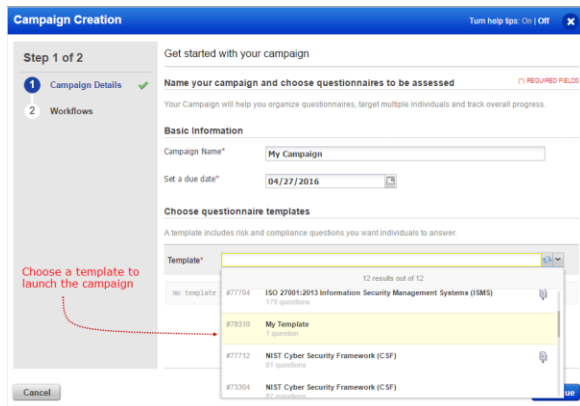 Campaign Creation
Turn help tips: On | Off
Step 1 of 2
1 Campaign Details
2 Workflows
Get started with your campaign
Name your campaign and choose questionnaires to be assessed
(*) REQUIRED FIELDS
Your Campaign will help you organize questionnaires, target multiple individuals and track overall progress.
Basic Information
Campaign Name* My Campaign
Set a due date* 04/27/2016
Choose questionnaire templates
A template includes risk and compliance questions you want individuals to answer.
Template*
12 results out of 12
No template
#77704 ISO 27001:2013 Information Security Management Systems (ISMS)
179 questions
#78310 My Template
1 question
#77712 NIST Cyber Security Framework (CSF)
91 questions
#73304 NIST Cyber Security Framework (CSF)
Choose a template to
launch the campaign
Cancel
ue